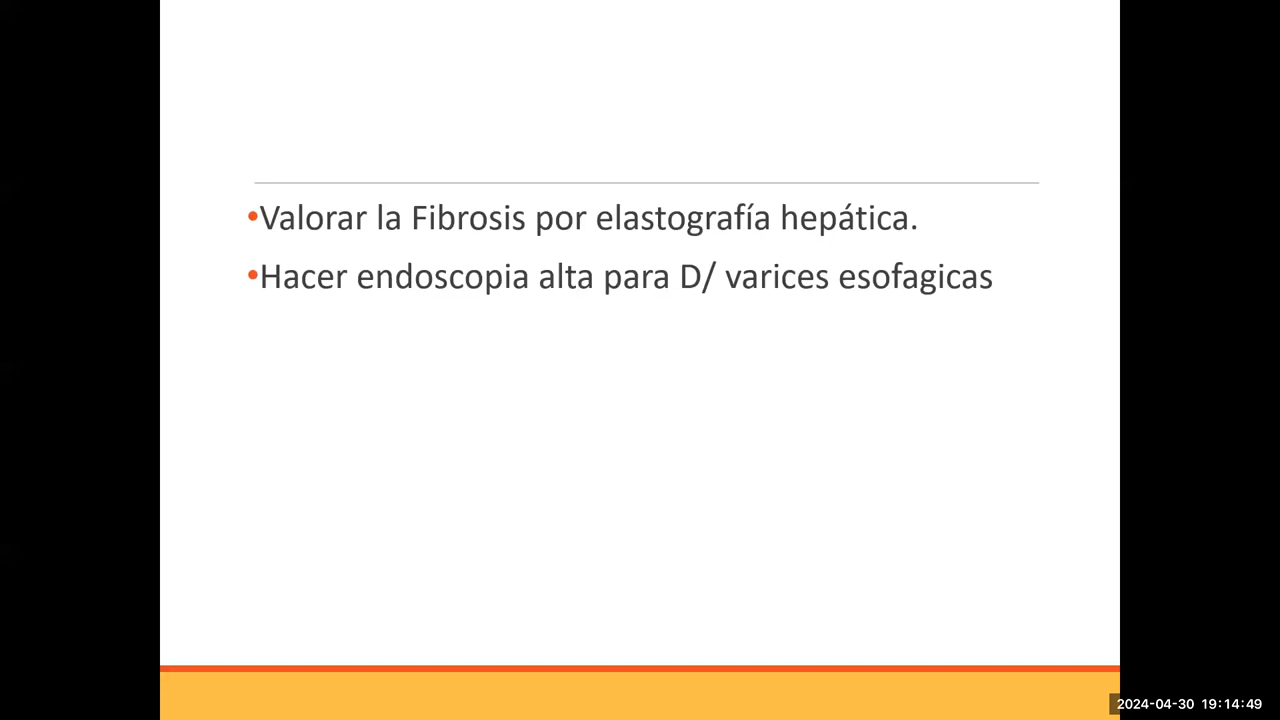 •Valorar la Fibrosis por elastografía hepática.
•Hacer endoscopia alta para D/ varices esofagicas
2024-04-30 19:14:49